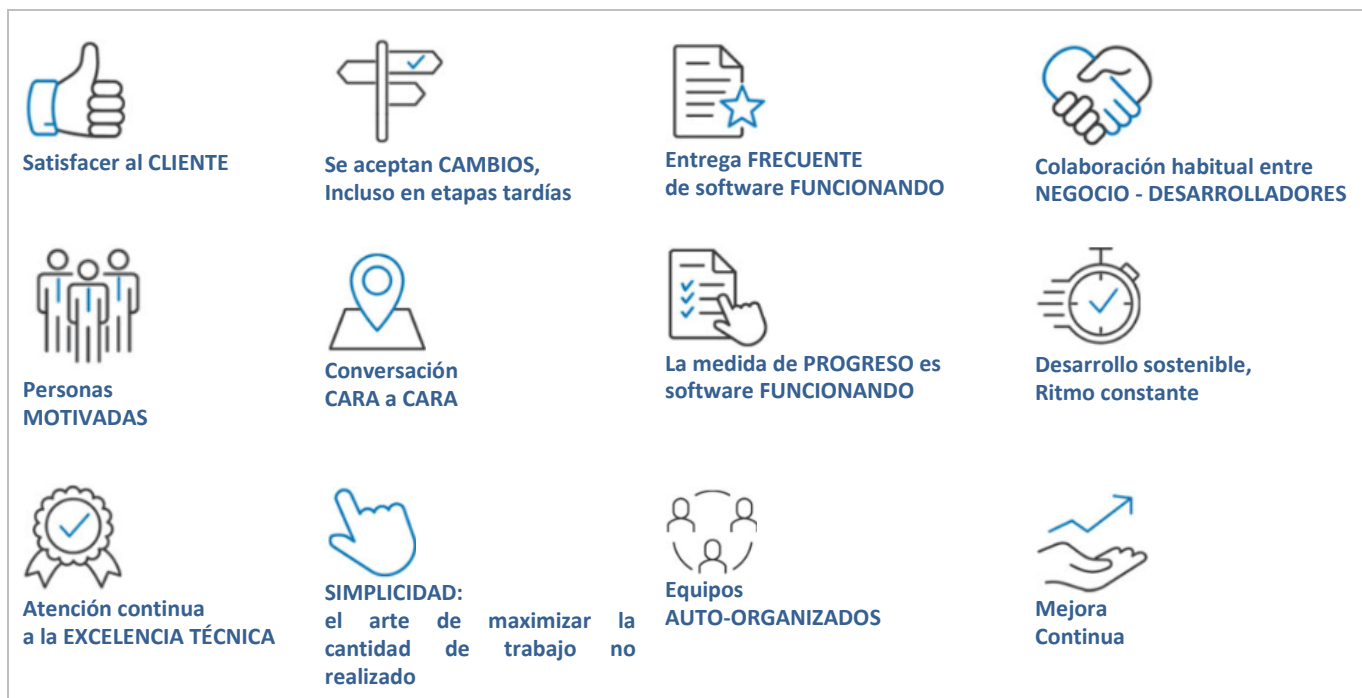 Satisfacer al CLIENTE
Se aceptan CAMBIOS,
Incluso en etapas tardías
Entrega FRECUENTE
de software FUNCIONANDO
Colaboración habitual entre
NEGOCIO - DESARROLLADORES
Personas
MOTIVADAS
Conversación
CARA a CARA
La medida de PROGRESO es
software FUNCIONANDO
Desarrollo sostenible,
Ritmo constante
Atención continua
a la EXCELENCIA TÉCNICA
SIMPLICIDAD:
el arte de maximizar la
cantidad de trabajo no
realizado
Equipos
AUTO-ORGANIZADOS
Mejora
Continua